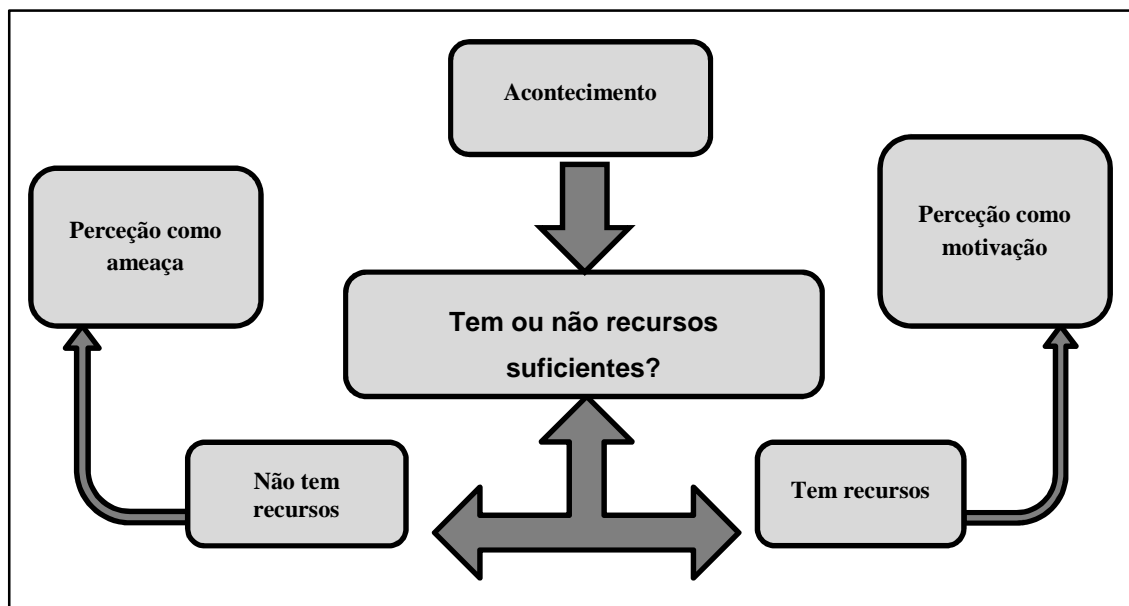 Acontecimento
Perceção como
ameaça
Perceção como
motivação
Tem ou não recursos
suficientes?
Não tem
recursos
Tem recursos